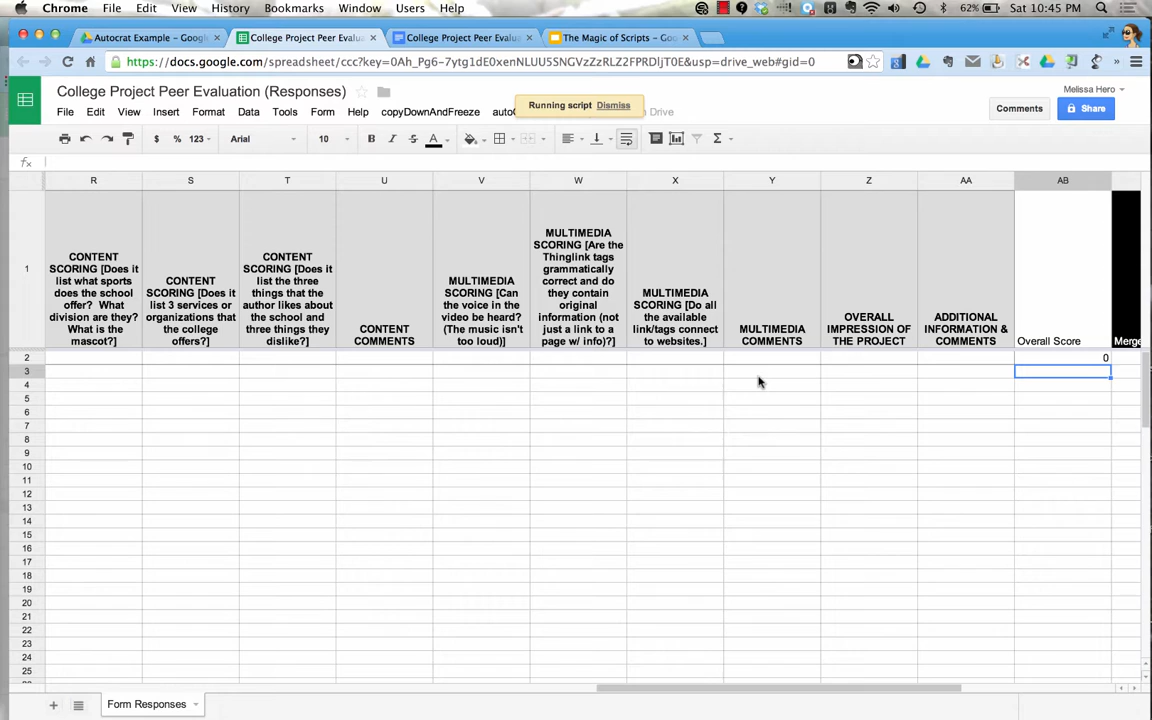 Chrome File Edit View History Bookmarks Window Users Help 62% Sat 10:45 PM
Autocrat Example – Google College Project Peer Evalua College Project Peer Evalua The Magic of Scripts – Goo
https://docs.google.com/spreadsheet/ccc?key=0Ah_Pg6-7ytg1dE0xenNLUU5SNGVzZzRLZ2FPRDljT0E&usp=drive_web#gid=0
College Project Peer Evaluation (Responses)
Melissa Hero
Running script Dismiss
File Edit View Insert Format Data Tools Form Help copyDownAndFreeze Drive
Comments Share
$ % 123 Arial 10 B I S A Σ
fx
R S T U V W X Y Z AA AB
1
CONTENT
SCORING [Does it
list what sports
does the school
offer? What
division are they?
What is the
mascot?]
CONTENT
SCORING [Does it
list 3 services or
organizations that
the college
offers?]
CONTENT
SCORING [Does it
list the three
things that the
author likes about
the school and
three things they
dislike?]
CONTENT
COMMENTS
MULTIMEDIA
SCORING [Can
the voice in the
video be heard?
(The music isn't
too loud)]
MULTIMEDIA
SCORING [Are the
Thinglink tags
grammatically
correct and do
they contain
original
information (not
just a link to a
page w/ info)?]
MULTIMEDIA
SCORING [Do all
the available
link/tags connect
to websites.]
MULTIMEDIA
COMMENTS
OVERALL
IMPRESSION OF
THE PROJECT
ADDITIONAL
INFORMATION &
COMMENTS
Overall Score
Merge
2 0
3
4
5
6
7
8
9
10
11
12
13
14
15
16
17
18
19
20
21
22
23
24
25
Form Responses